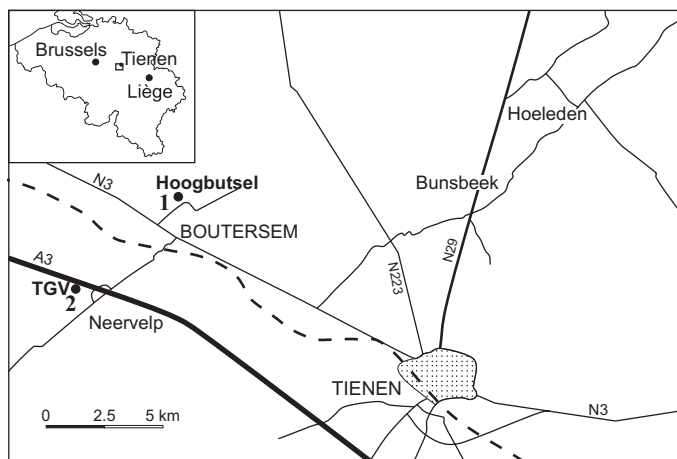 Brussels
Tienen
Liège
Hoeleden
N3
Hoogbutsel
1
Bunsbeek
BOUTERSEM
A3
N29
N223
TGV
2
Neervelp
TIENEN
0 2.5 5 km
N3